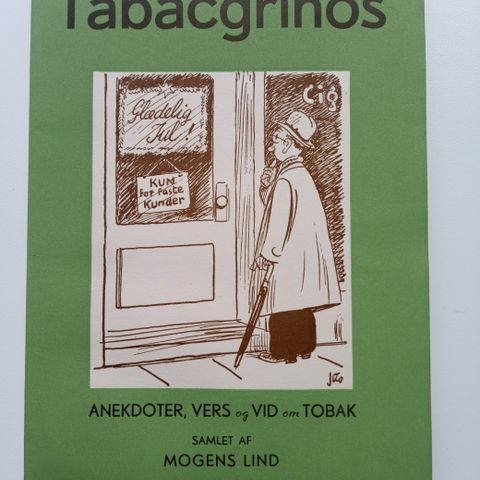 Tabacgrinos
Glædelig
Jul!
Cig
KUN
For Faste
Kunder
ANEKDOTER, VERS og VID om TOBAK
SAMLET AF
MOGENS LIND